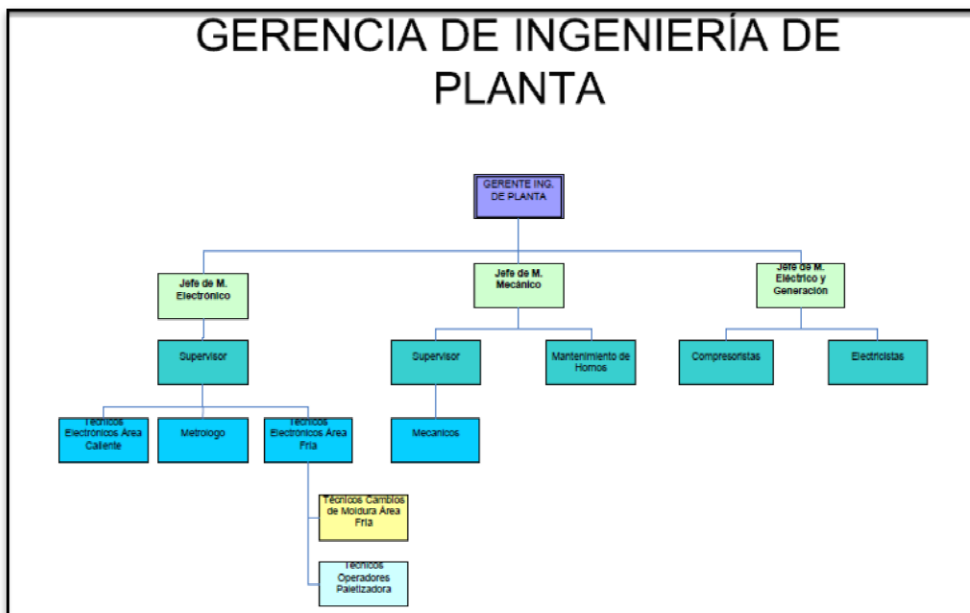 GERENCIA DE INGENIERÍA DE
PLANTA
GERENTE ING.
DE PLANTA
Jefe de M.
Electrónico
Jefe de M.
Mecánico
Jefe de M.
Eléctrico y
Generación
Supervisor
Supervisor
Mantenimiento de
Hornos
Compresoristas
Electricistas
Técnicos
Electrónicos Área
Caliente
Metrologo
Técnicos
Electrónicos Área
Fría
Mecanicos
Técnicos Cambios
de Moldura Área
Fría
Técnicos
Operadores
Paletizadora